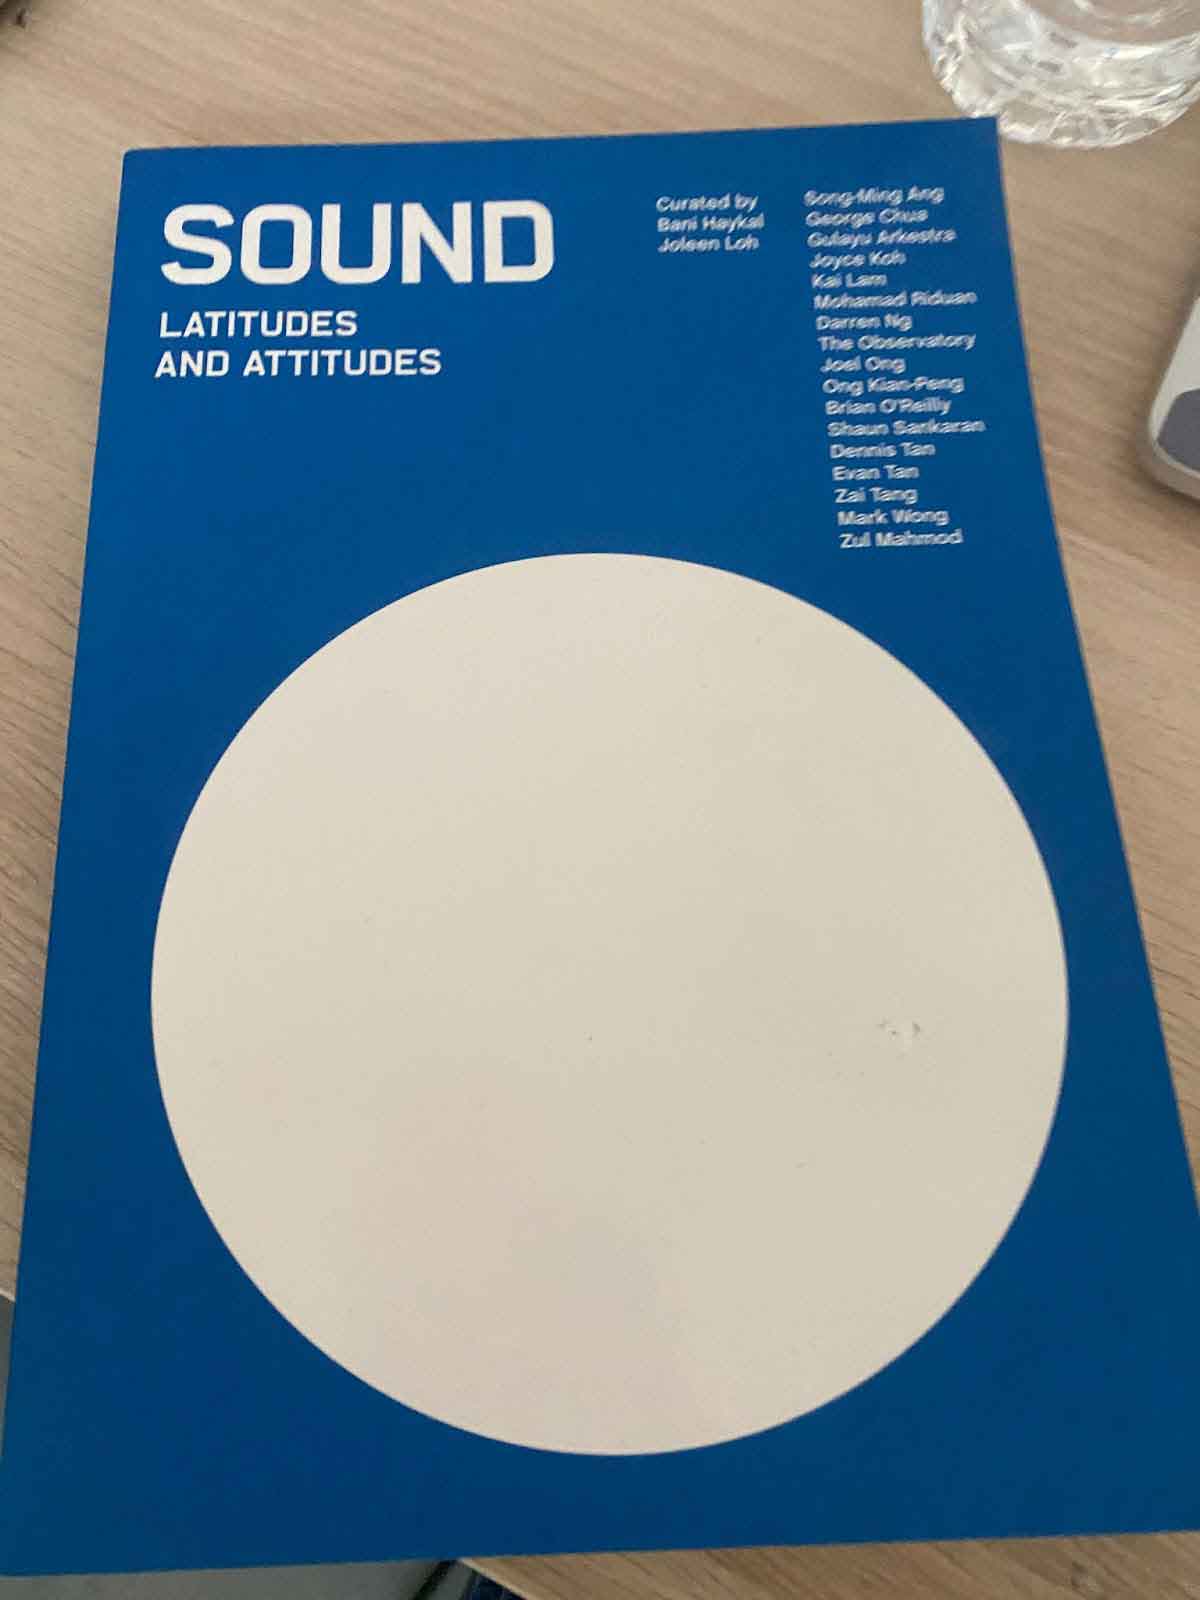 SOUND
LATITUDES
AND ATTITUDES
Curated by
Bani Haykal
Joleen Loh
Song-Ming Ang
George Chua
Gulayu Arkestra
Joyce Koh
Kai Lam
Mohamad Riduan
Darren Ng
The Observatory
Joel Ong
Ong Kian-Peng
Brian O'Reilly
Shaun Sankaran
Dennis Tan
Evan Tan
Zai Tang
Mark Wong
Zul Mahmod